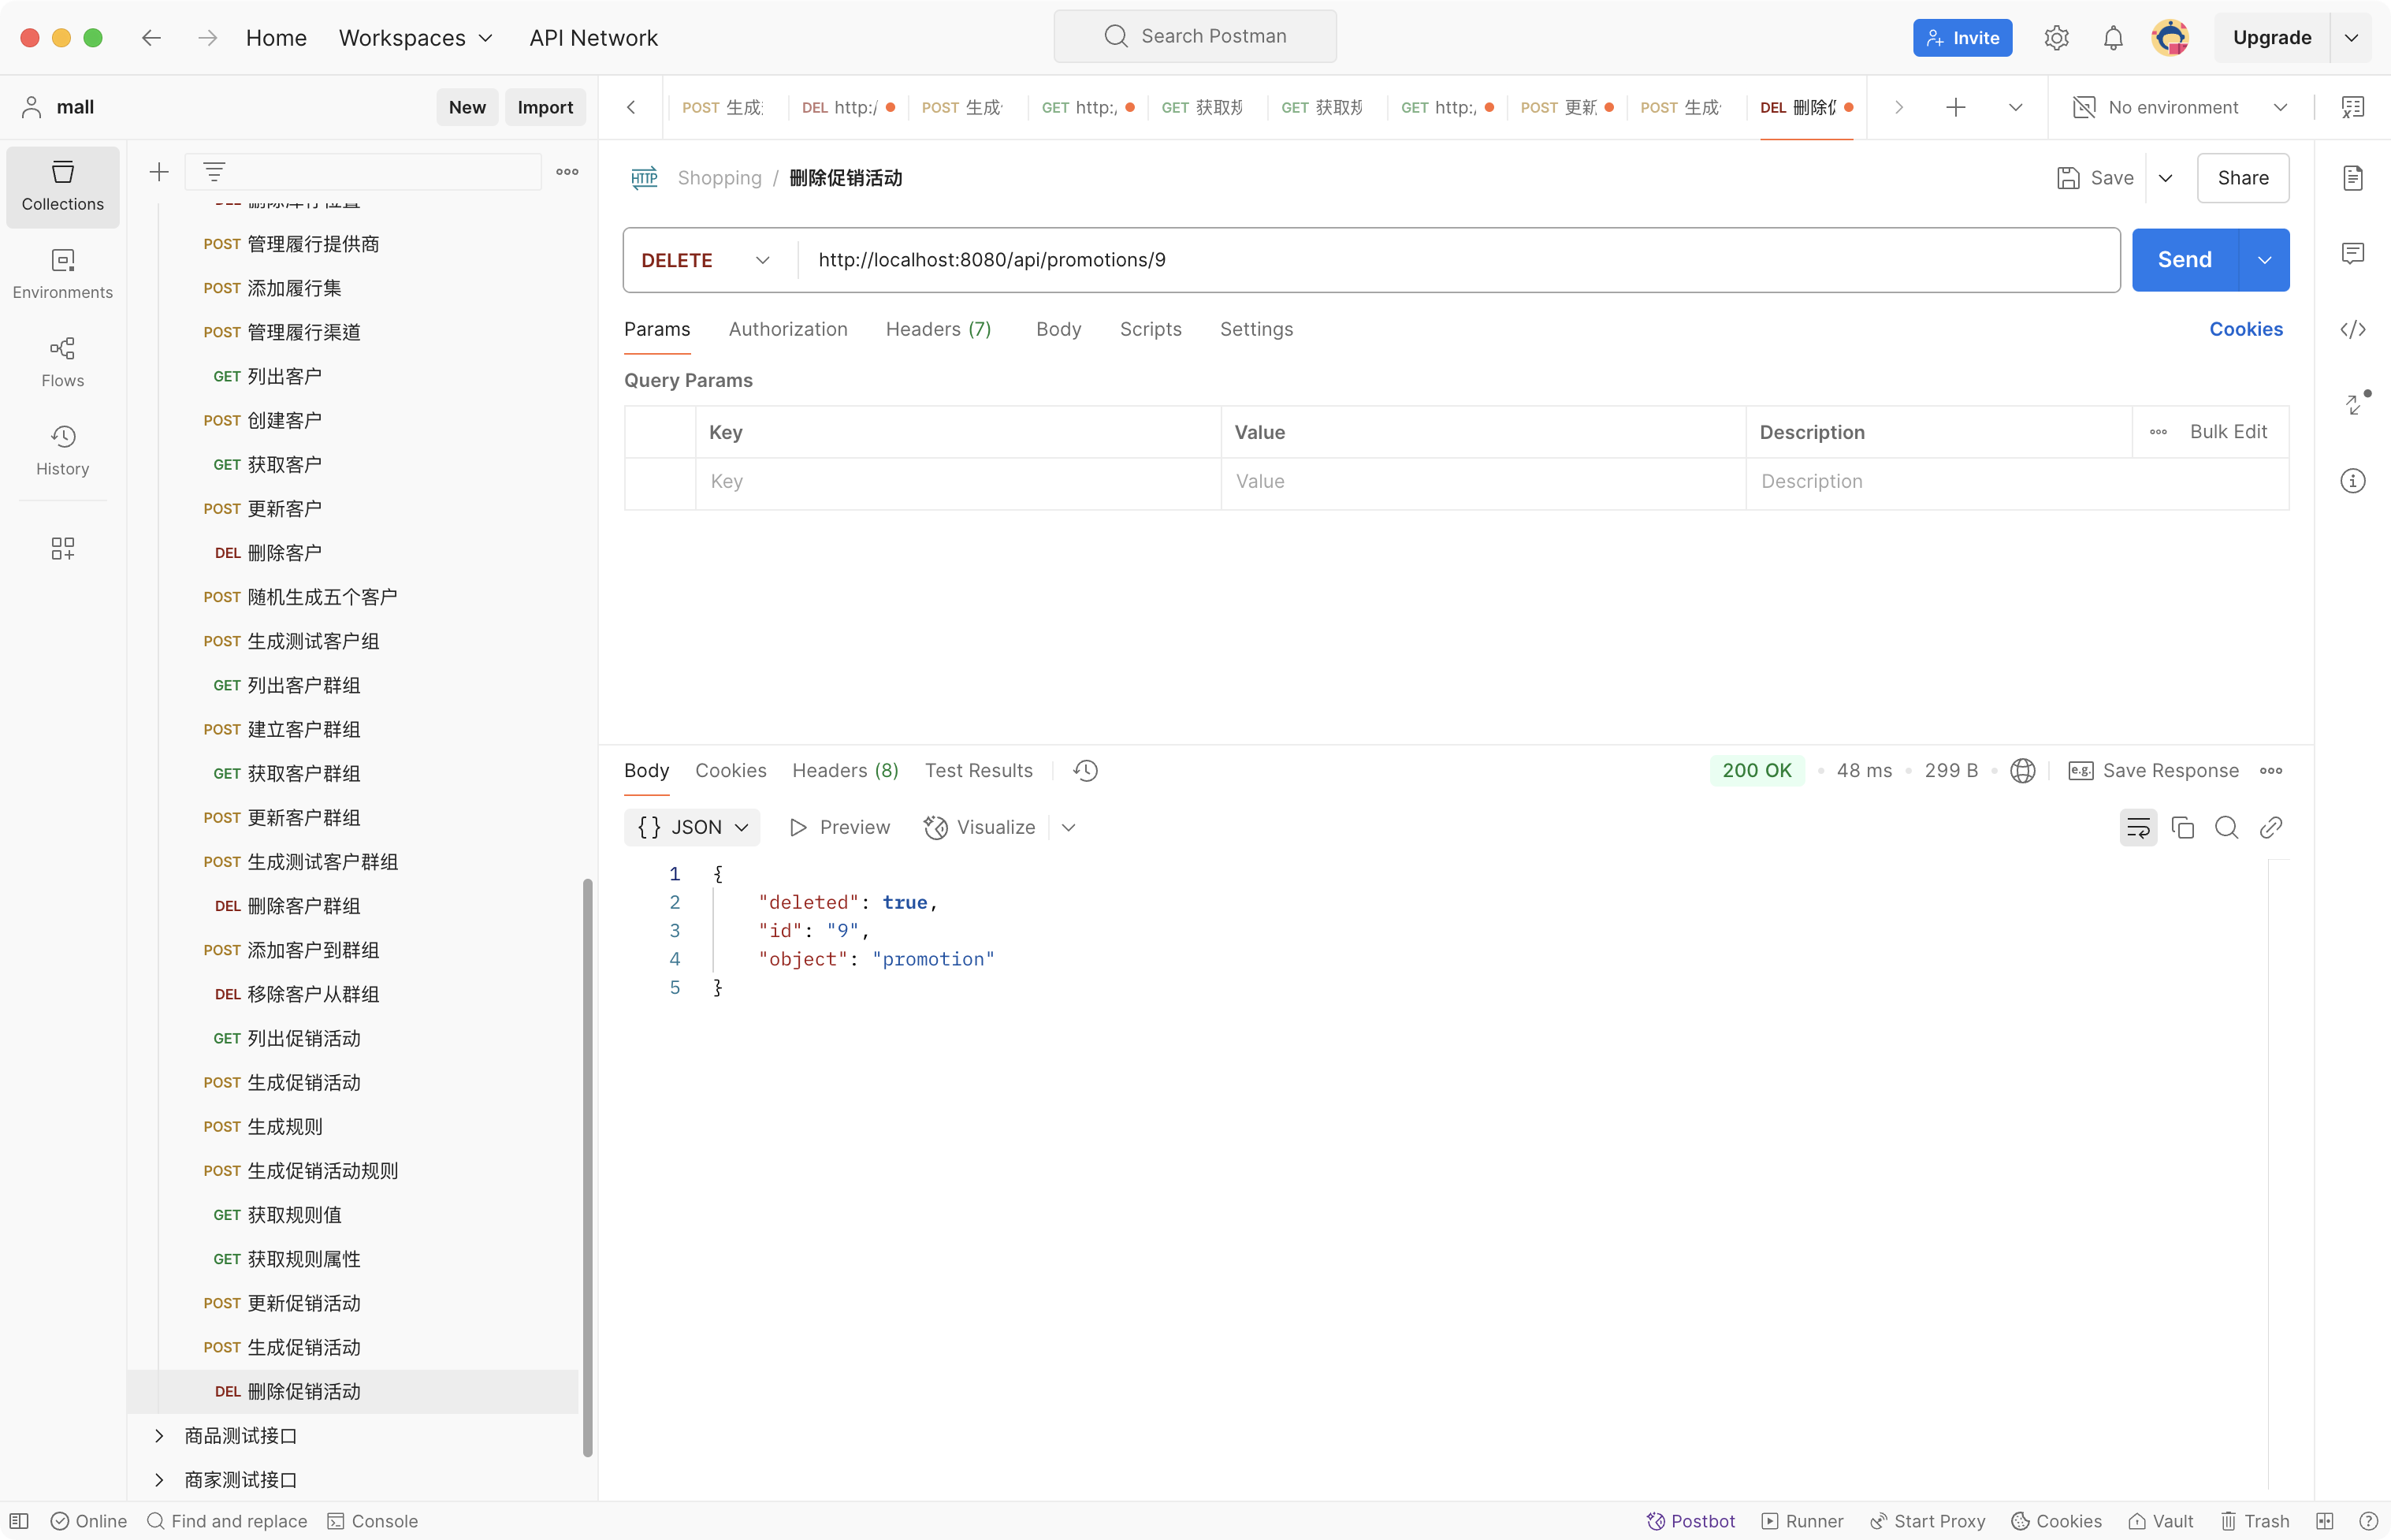 Home
Workspaces
API Network
Search Postman
Invite
Upgrade
mall
New
Import
POST 生成
DEL http:/
POST 生成
GET http:/
GET 获取规
GET 获取规
GET http:/
POST 更新
POST 生成
DEL 删除
No environment
Collections
Environments
Flows
History
POST 管理履行提供商
POST 添加履行集
POST 管理履行渠道
GET 列出客户
POST 创建客户
GET 获取客户
POST 更新客户
DEL 删除客户
POST 随机生成五个客户
POST 生成测试客户组
GET 列出客户群组
POST 建立客户群组
GET 获取客户群组
POST 更新客户群组
POST 生成测试客户群组
DEL 删除客户群组
POST 添加客户到群组
DEL 移除客户从群组
GET 列出促销活动
POST 生成促销活动
POST 生成规则
POST 生成促销活动规则
GET 获取规则值
GET 获取规则属性
POST 更新促销活动
POST 生成促销活动
DEL 删除促销活动
商品测试接口
商家测试接口
HTTP Shopping / 删除促销活动
Save
Share
DELETE http://localhost:8080/api/promotions/9
Send
Params Authorization Headers (7) Body Scripts Settings
Cookies
Query Params
Key Value Description Bulk Edit
Key Value Description
Body Cookies Headers (8) Test Results
200 OK • 48 ms • 299 B
e.g. Save Response
{} JSON Preview Visualize
1 {
2 "deleted": true,
3 "id": "9",
4 "object": "promotion"
5 }
Online Find and replace Console
Postbot Runner Start Proxy Cookies Vault Trash